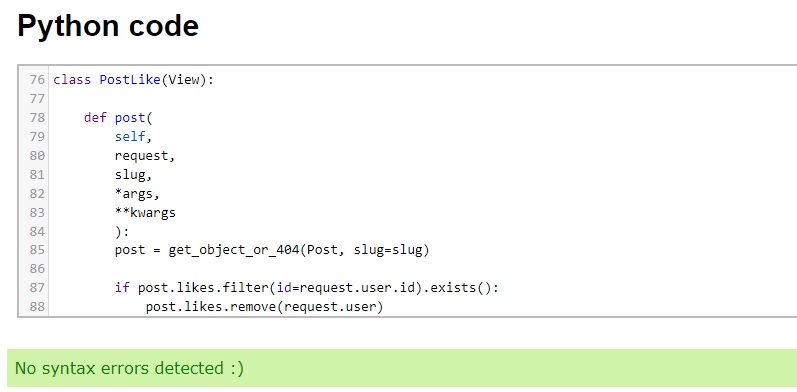 Python code
76 class PostLike(View):
77
78     def post(
79         self,
80         request,
81         slug,
82         *args,
83         **kwargs
84         ):
85         post = get_object_or_404(Post, slug=slug)
86
87         if post.likes.filter(id=request.user.id).exists():
88             post.likes.remove(request.user)
No syntax errors detected :)